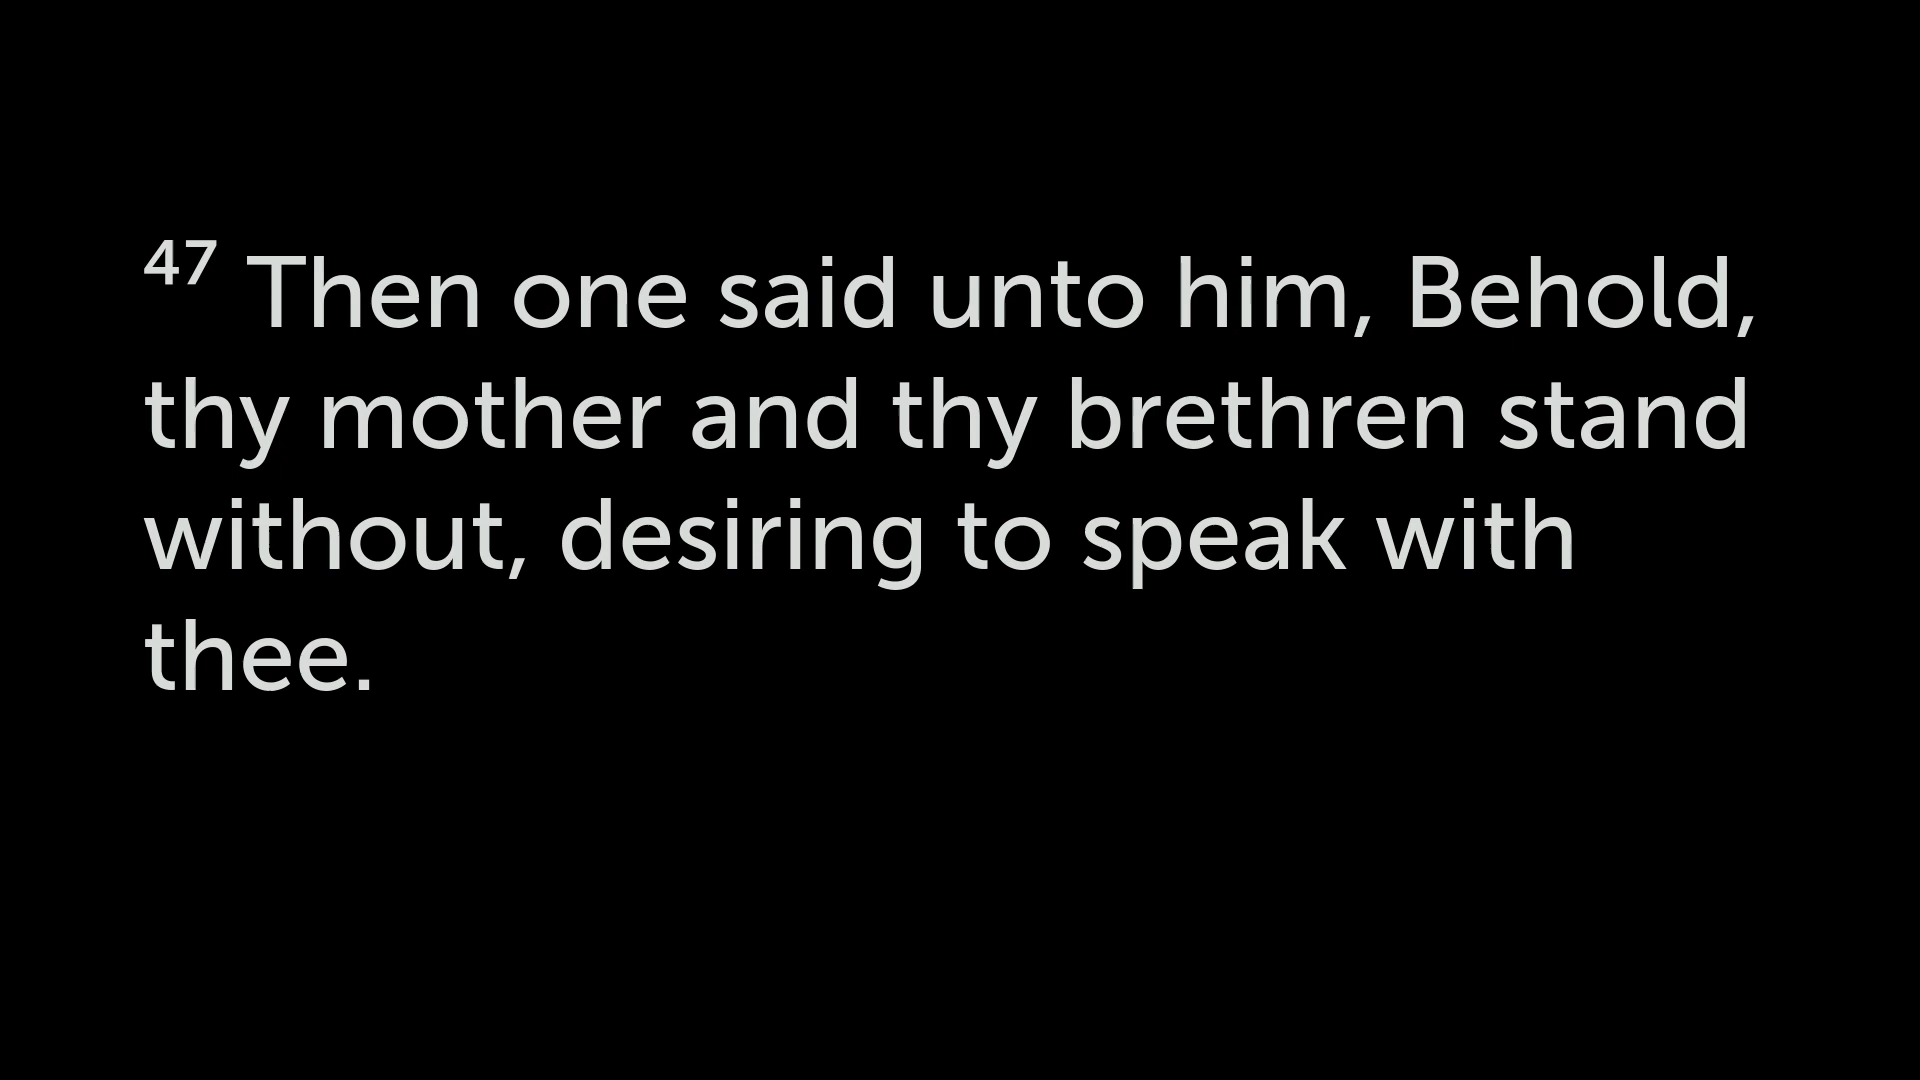 47 Then one said unto him, Behold,
thy mother and thy brethren stand
without, desiring to speak with
thee.